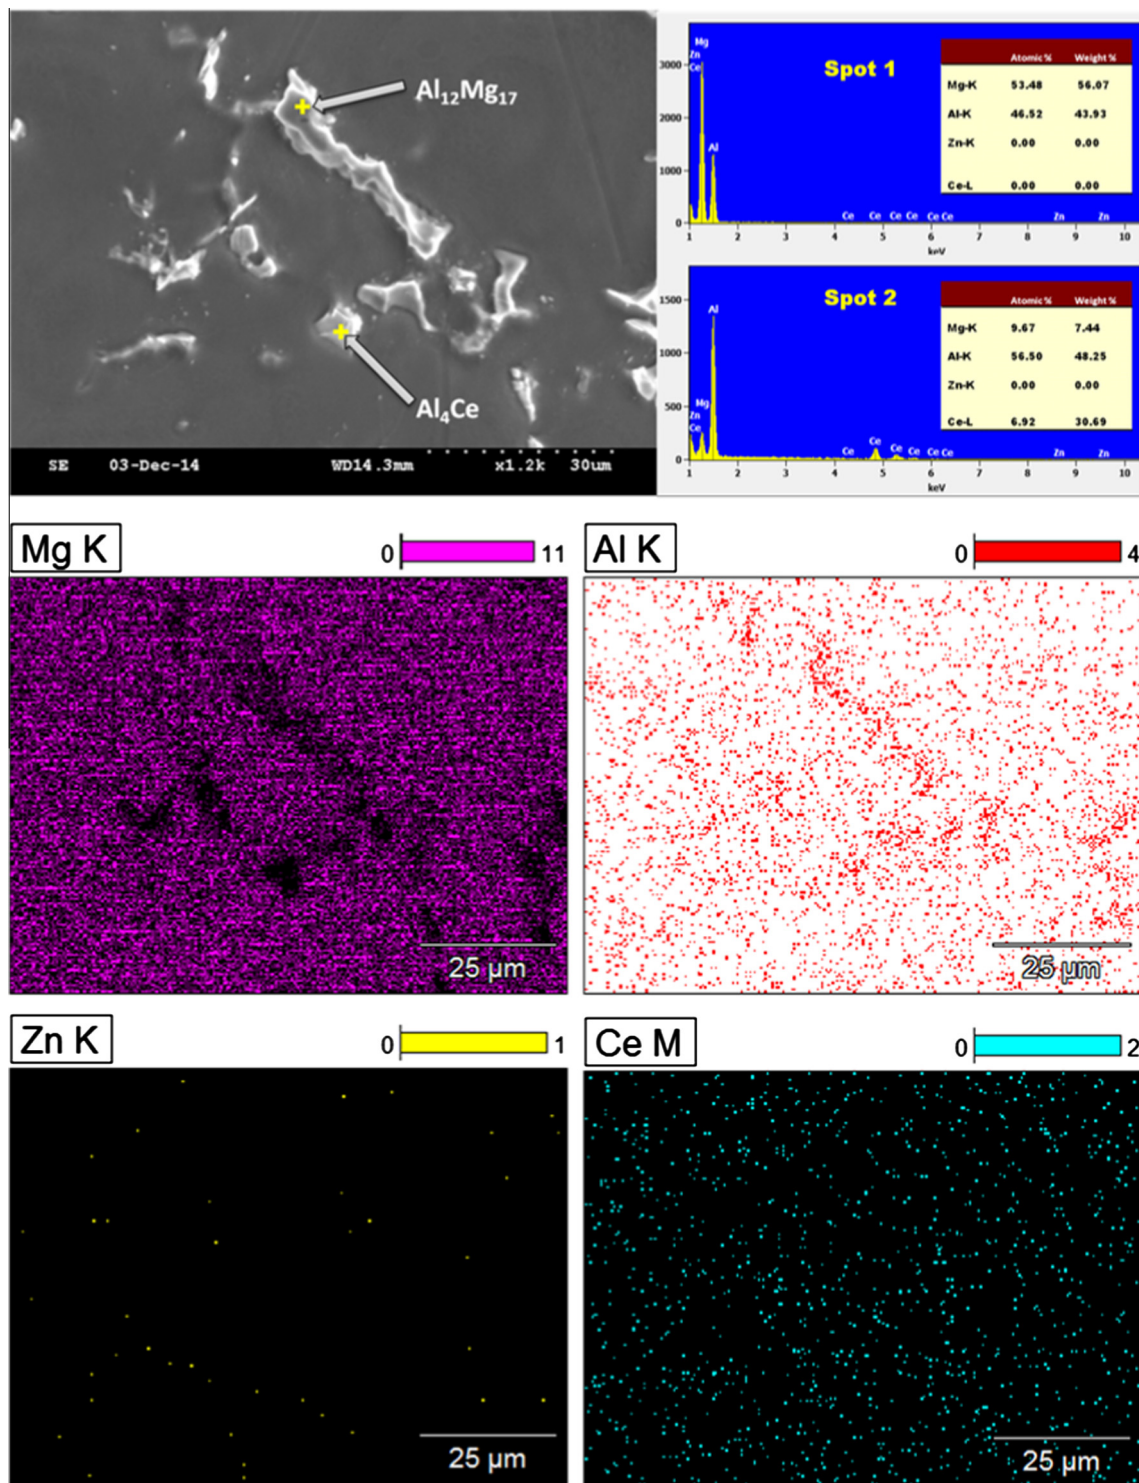 Al12Mg17
Al4Ce
SE 03-Dec-14 WD14.3mm x1.2k 30um
Spot 1
Mg
Zn
Ce
Al
3000
2000
1000
0
Ce Ce Ce Ce Ce Ce Zn Zn
1 2 3 4 5 6 7 8 9 10
keV
Atomic % Weight %
Mg-K 53.48 56.07
Al-K 46.52 43.93
Zn-K 0.00 0.00
Ce-L 0.00 0.00
Spot 2
Al
Mg
Zn
Ce
1500
1000
500
0
Ce Ce Ce Ce Ce Ce Zn Zn
1 2 3 4 5 6 7 8 9 10
keV
Atomic % Weight %
Mg-K 9.67 7.44
Al-K 56.50 48.25
Zn-K 0.00 0.00
Ce-L 6.92 30.69
Mg K 0 11
25 µm
Al K 0 4
25 µm
Zn K 0 1
25 µm
Ce M 0 2
25 µm